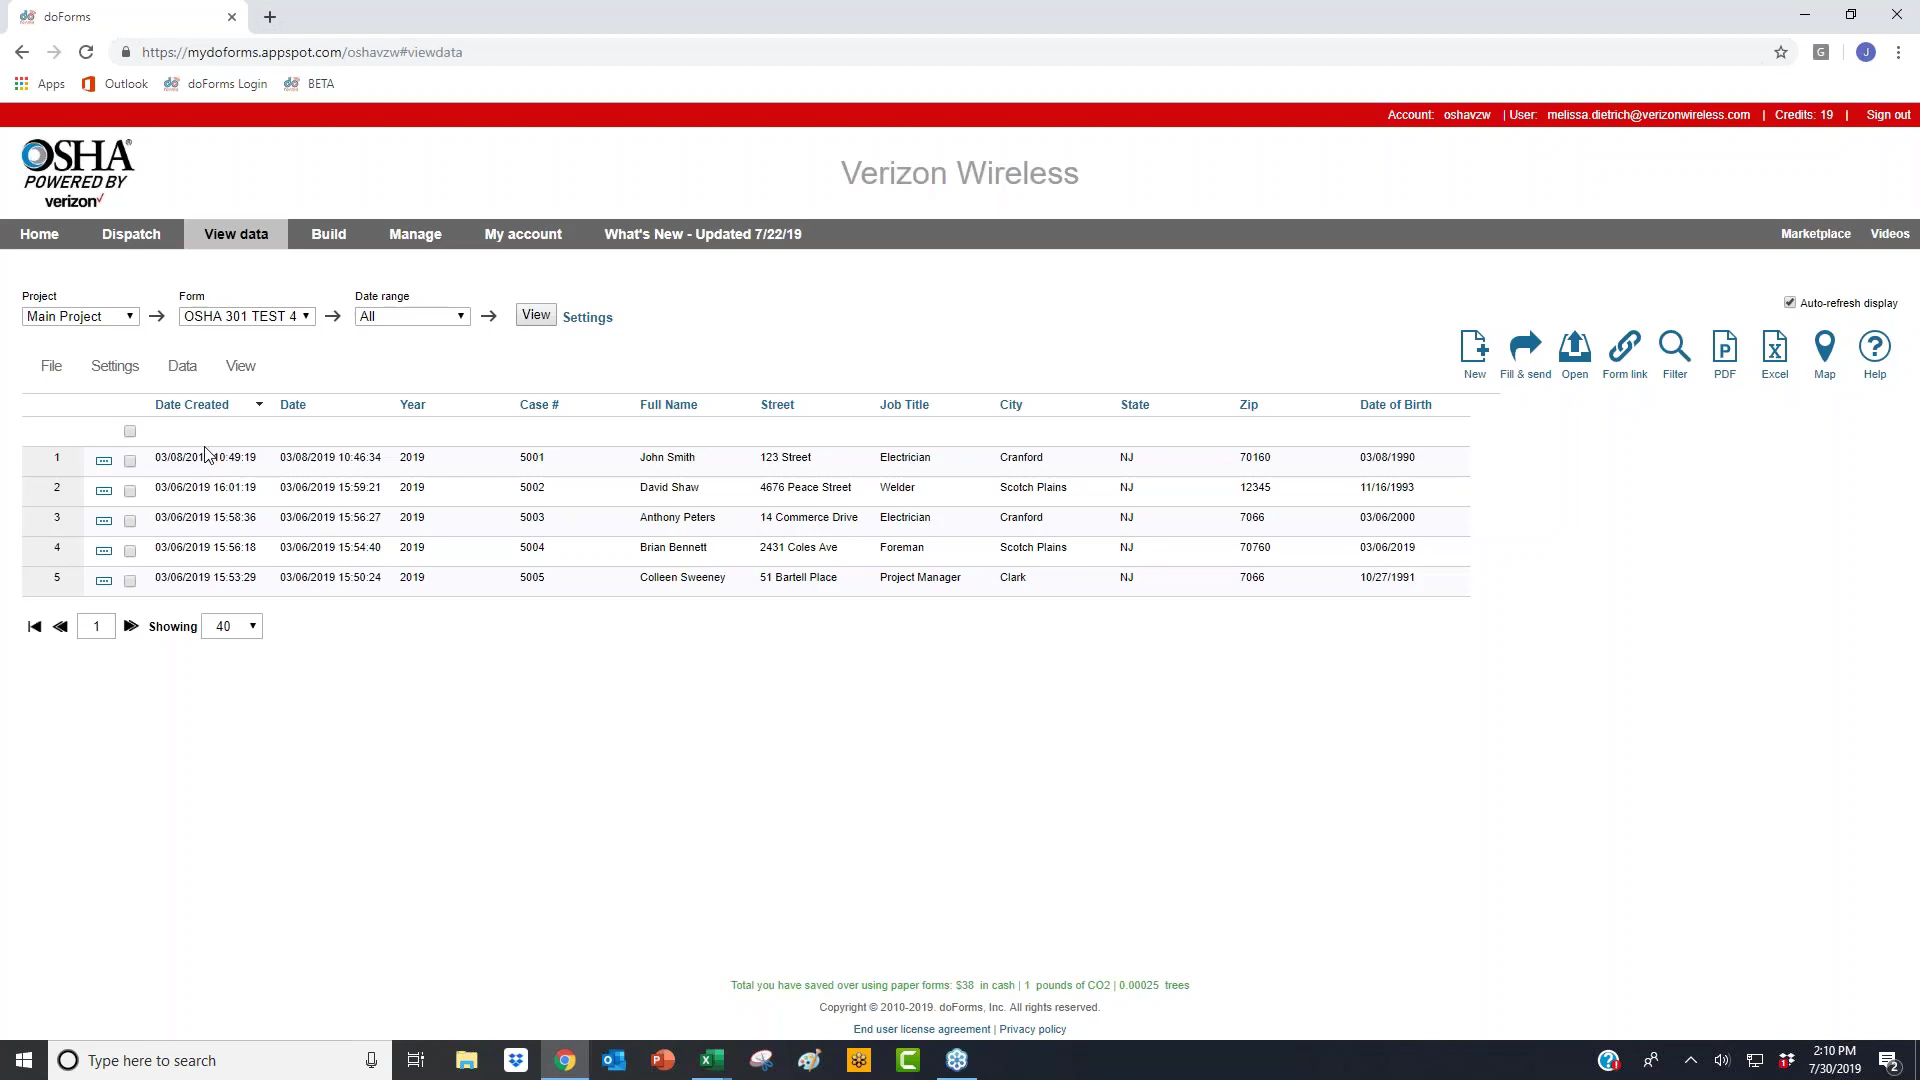 doForms
https://mydoforms.appspot.com/oshavzw#viewdata
G
J
Apps Outlook doForms Login BETA
Account: oshavzw | User: melissa.dietrich@verizonwireless.com | Credits: 19 | Sign out
OSHA®
POWERED BY
verizon✓
Verizon Wireless
Home Dispatch View data Build Manage My account What's New - Updated 7/22/19 Marketplace Videos
Project Form Date range
Auto-refresh display
Main Project OSHA 301 TEST 4 All View Settings
File Settings Data View
New Fill & send Open Form link Filter PDF Excel Map Help
Date Created Date Year Case # Full Name Street Job Title City State Zip Date of Birth
1 03/08/2019 10:49:19 03/08/2019 10:46:34 2019 5001 John Smith 123 Street Electrician Cranford NJ 70160 03/08/1990
2 03/06/2019 16:01:19 03/06/2019 15:59:21 2019 5002 David Shaw 4676 Peace Street Welder Scotch Plains NJ 12345 11/16/1993
3 03/06/2019 15:58:36 03/06/2019 15:56:27 2019 5003 Anthony Peters 14 Commerce Drive Electrician Cranford NJ 7066 03/06/2000
4 03/06/2019 15:56:18 03/06/2019 15:54:40 2019 5004 Brian Bennett 2431 Coles Ave Foreman Scotch Plains NJ 70760 03/06/2019
5 03/06/2019 15:53:29 03/06/2019 15:50:24 2019 5005 Colleen Sweeney 51 Bartell Place Project Manager Clark NJ 7066 10/27/1991
1 Showing 40
Total you have saved over using paper forms: $38 in cash | 1 pounds of CO2 | 0.00025 trees
Copyright © 2010-2019. doForms, Inc. All rights reserved.
End user license agreement | Privacy policy
Type here to search
2:10 PM
7/30/2019
2